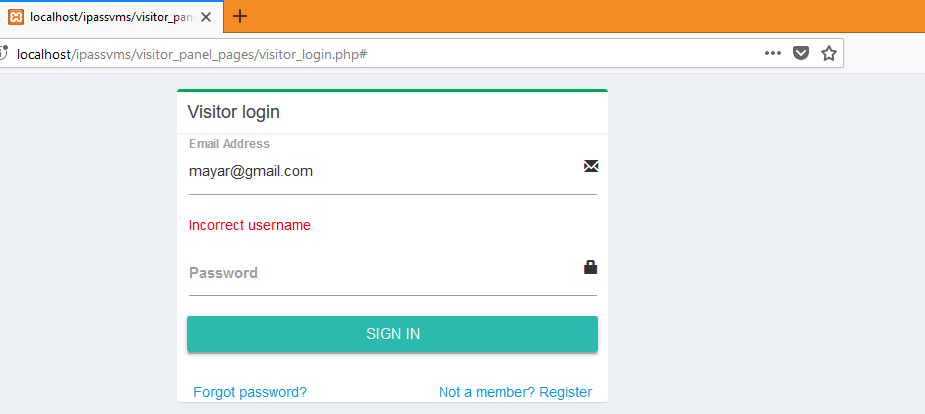 localhost/ipassvms/visitor_pan
localhost/ipassvms/visitor_panel_pages/visitor_login.php#
Visitor login
Email Address
mayar@gmail.com
Incorrect username
Password
SIGN IN
Forgot password? Not a member? Register